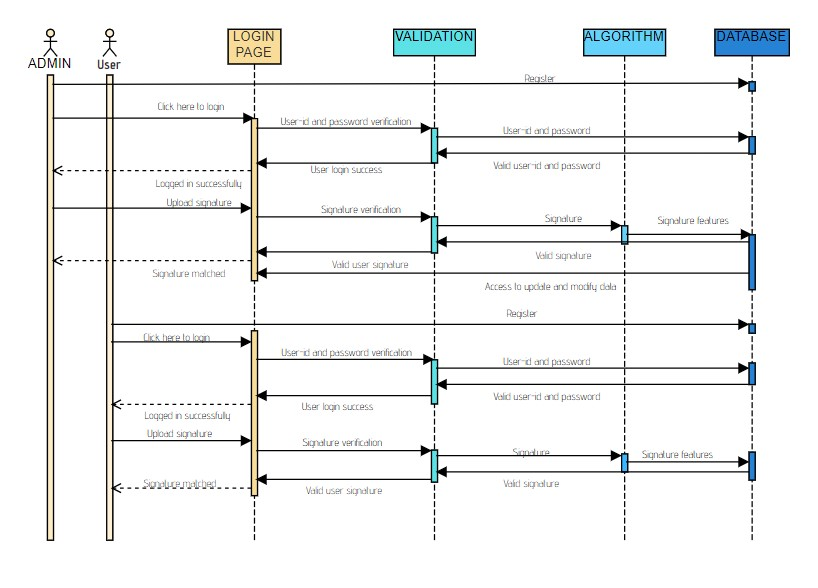 ADMIN
User
LOGIN
PAGE
VALIDATION
ALGORITHM
DATABASE
Register
Click here to login
User-id and password verification
User-id and password
Valid user-id and password
User login success
Logged in successfully
Upload signature
Signature verification
Signature
Signature features
Valid signature
Valid user signature
Signature matched
Access to update and modify data
Register
Click here to login
User-id and password verification
User-id and password
Valid user-id and password
User login success
Logged in successfully
Upload signature
Signature verification
Signature
Signature features
Signature matched
Valid signature
Valid user signature